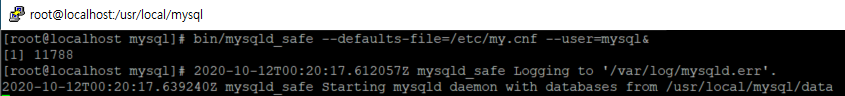 root@localhost:/usr/local/mysql
[root@localhost mysql]# bin/mysqld_safe --defaults-file=/etc/my.cnf --user=mysql&
[1] 11788
[root@localhost mysql]# 2020-10-12T00:20:17.612057Z mysqld_safe Logging to '/var/log/mysqld.err'.
2020-10-12T00:20:17.639240Z mysqld_safe Starting mysqld daemon with databases from /usr/local/mysql/data